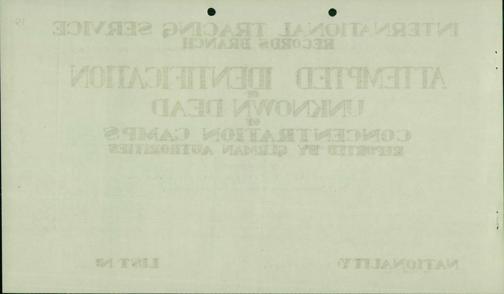 INTERNATIONAL TRACING SERVICE
RECORDS BRANCH
ATTEMPTED IDENTIFICATION
OF
UNKNOWN DEAD
OF
CONCENTRATION CAMPS
REPORTED BY GERMAN AUTHORITIES
NATIONALITY LIST Nº